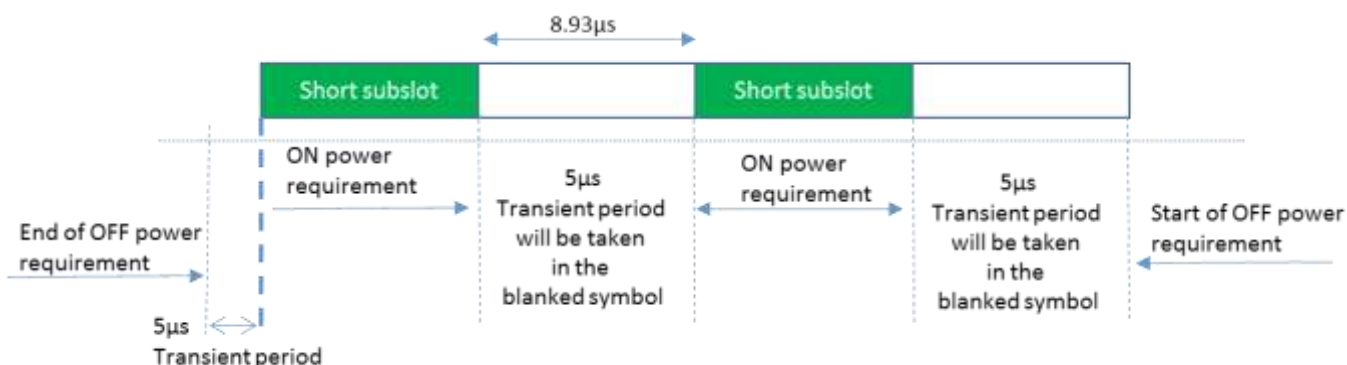 8.93µs
Short subslot
Short subslot
ON power
requirement
5µs
Transient period
will be taken
in the
blanked symbol
ON power
requirement
5µs
Transient period
will be taken
in the
blanked symbol
Start of OFF power
requirement
End of OFF power
requirement
5µs
Transient period